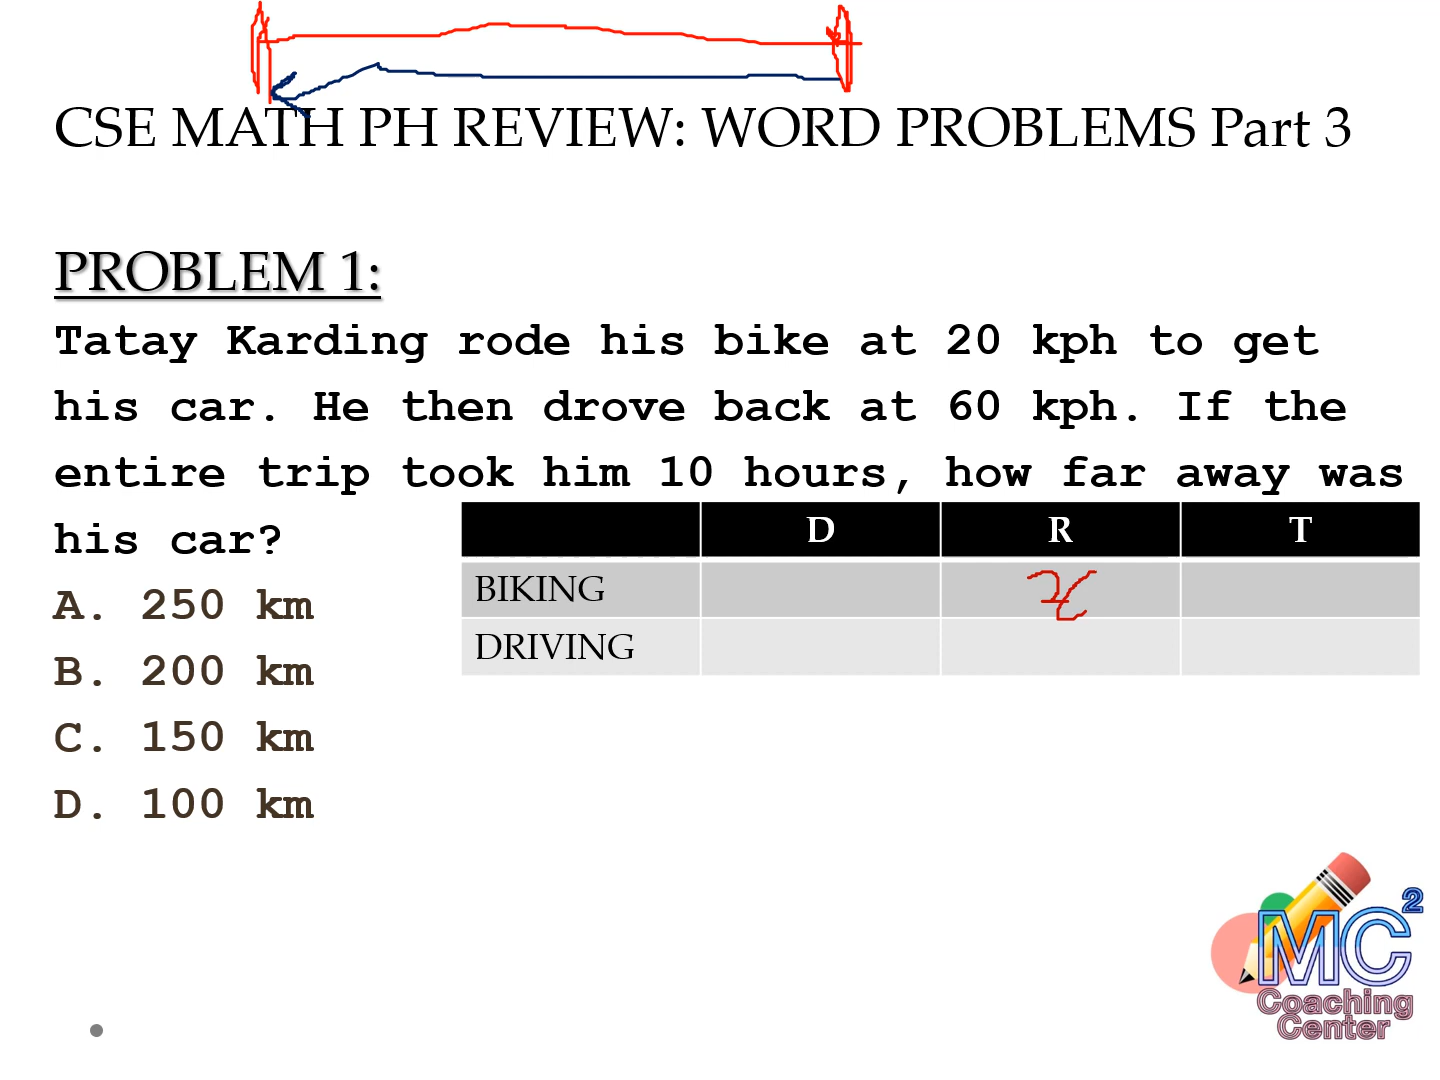 CSE MATH PH REVIEW: WORD PROBLEMS Part 3
PROBLEM 1:
Tatay Karding rode his bike at 20 kph to get
his car. He then drove back at 60 kph. If the
entire trip took him 10 hours, how far away was
his car?
A. 250 km
B. 200 km
C. 150 km
D. 100 km
D R T
BIKING x
DRIVING
MC²
Coaching
Center